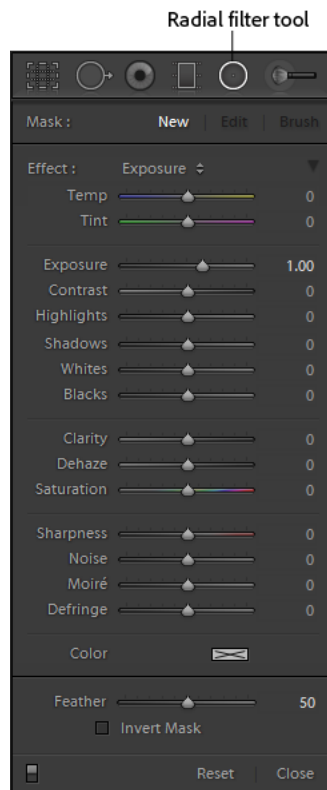 Radial filter tool
Mask : New Edit Brush
Effect : Exposure
Temp 0
Tint 0
Exposure 1.00
Contrast 0
Highlights 0
Shadows 0
Whites 0
Blacks 0
Clarity 0
Dehaze 0
Saturation 0
Sharpness 0
Noise 0
Moiré 0
Defringe 0
Color
Feather 50
Invert Mask
Reset Close